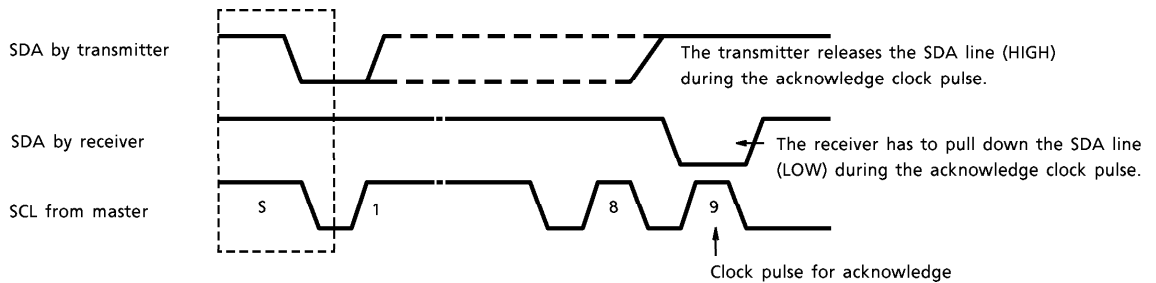 SDA by transmitter
The transmitter releases the SDA line (HIGH)
during the acknowledge clock pulse.
SDA by receiver
The receiver has to pull down the SDA line
(LOW) during the acknowledge clock pulse.
SCL from master
S
1
8
9
Clock pulse for acknowledge